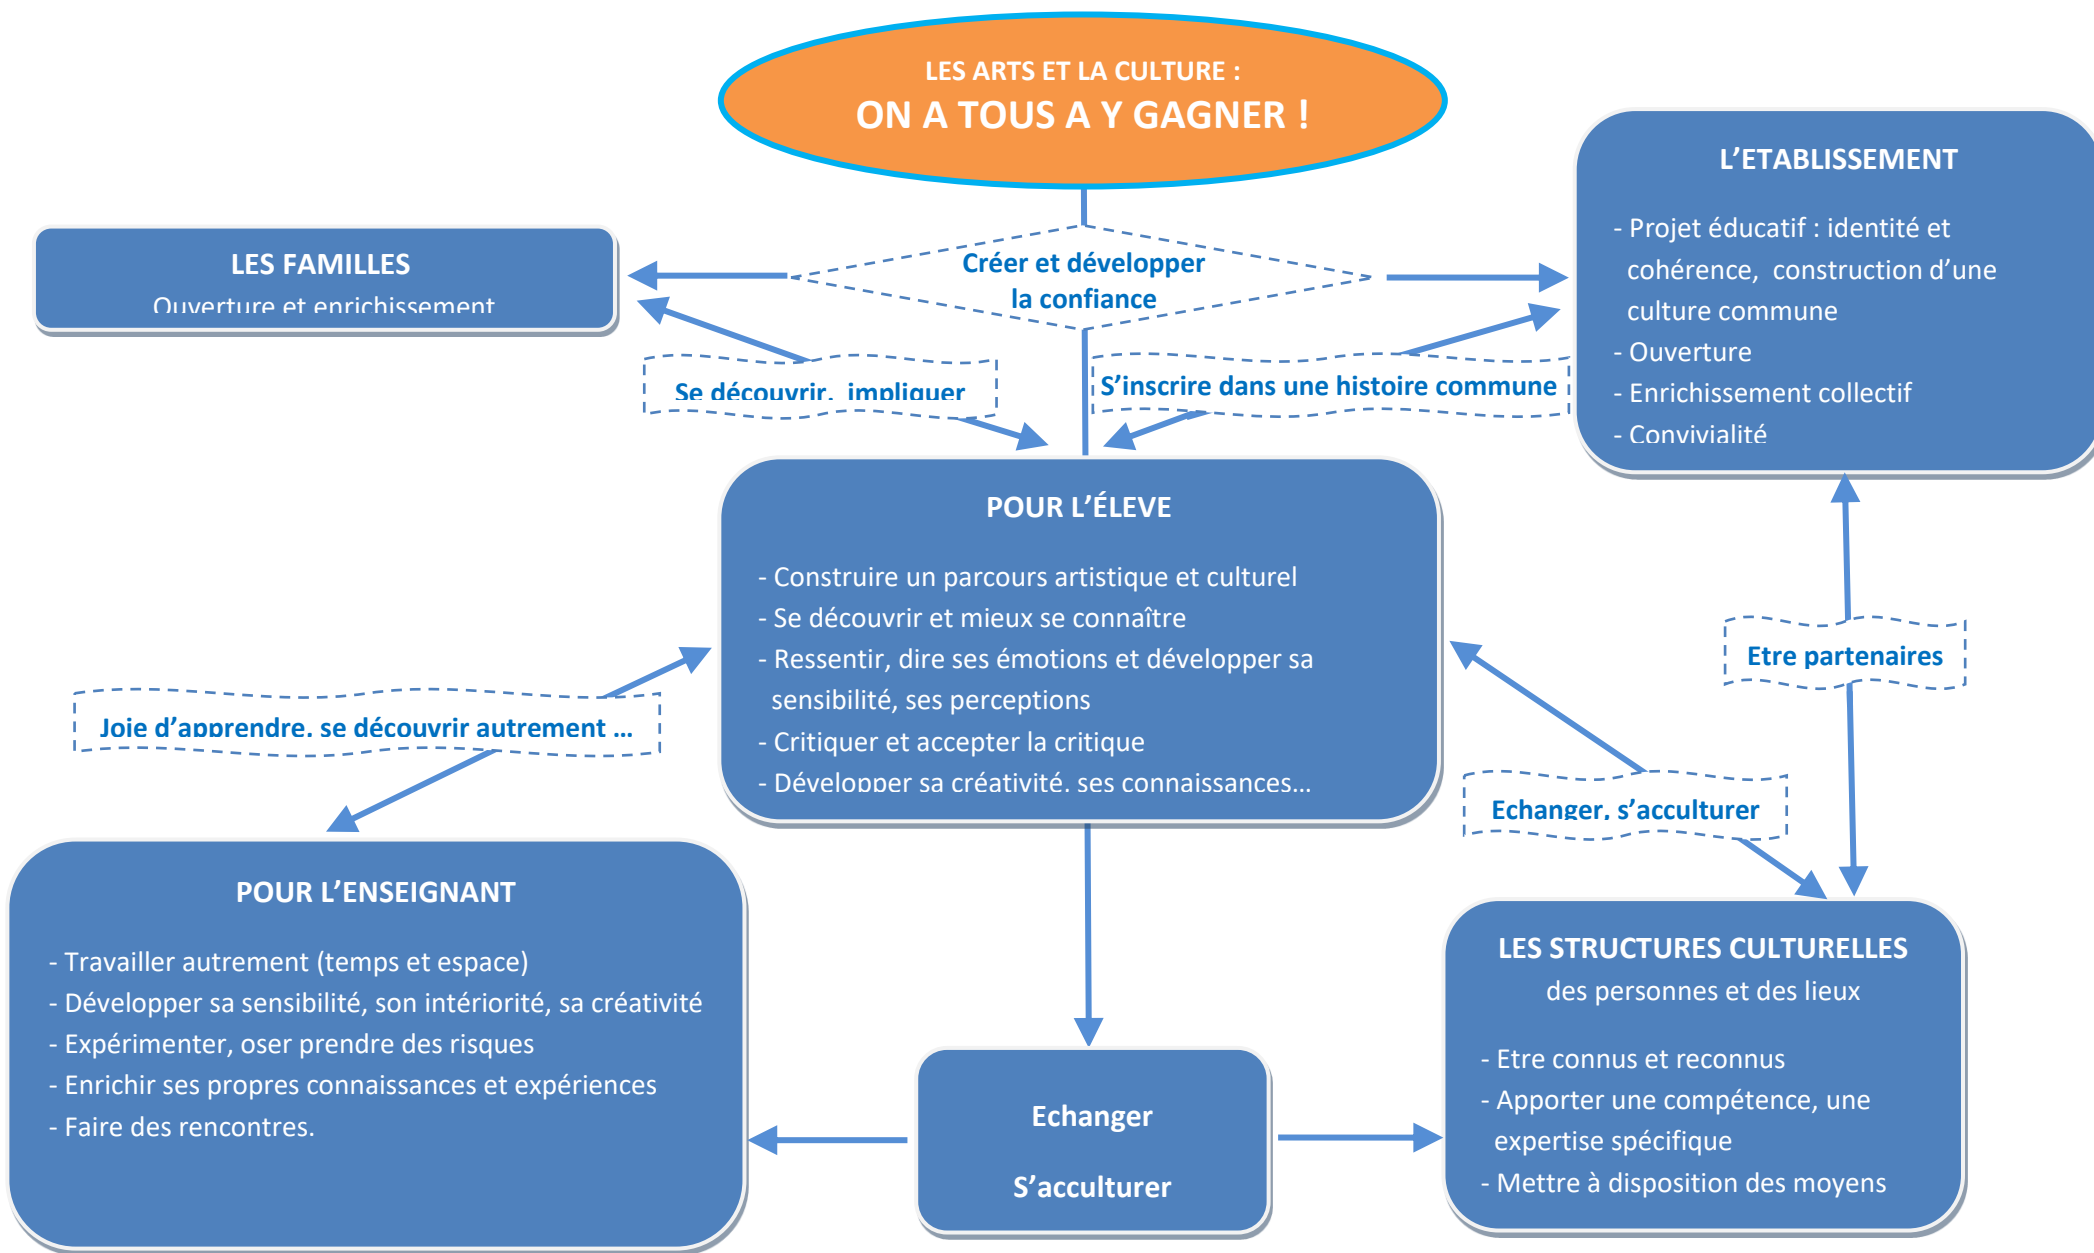 LES ARTS ET LA CULTURE :
ON A TOUS A Y GAGNER !
L’ETABLISSEMENT
- Projet éducatif : identité et
cohérence,  construction d’une
culture commune
- Ouverture
- Enrichissement collectif
- Convivialité
LES FAMILLES
Ouverture et enrichissement
Créer et développer
la confiance
Se découvrir,  impliquer
S’inscrire dans une histoire commune
POUR L’ÉLEVE
- Construire un parcours artistique et culturel
- Se découvrir et mieux se connaître
- Ressentir, dire ses émotions et développer sa
sensibilité, ses perceptions
- Critiquer et accepter la critique
- Développer sa créativité, ses connaissances…
Etre partenaires
Joie d’apprendre, se découvrir autrement …
Echanger, s’acculturer
POUR L’ENSEIGNANT
- Travailler autrement (temps et espace)
- Développer sa sensibilité, son intériorité, sa créativité
- Expérimenter, oser prendre des risques
- Enrichir ses propres connaissances et expériences
- Faire des rencontres.
Echanger
S’acculturer
LES STRUCTURES CULTURELLES
des personnes et des lieux
- Etre connus et reconnus
- Apporter une compétence, une
expertise spécifique
- Mettre à disposition des moyens